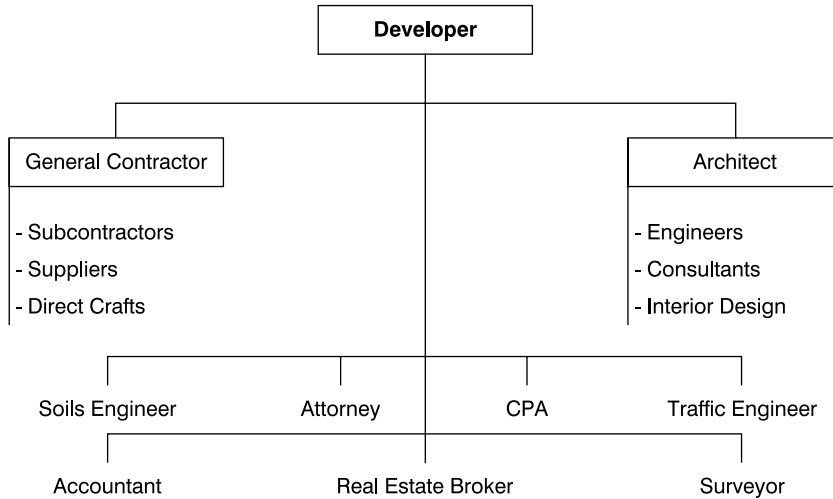 Developer
General Contractor
Architect
- Subcontractors
- Suppliers
- Direct Crafts
- Engineers
- Consultants
- Interior Design
Soils Engineer
Attorney
CPA
Traffic Engineer
Accountant
Real Estate Broker
Surveyor